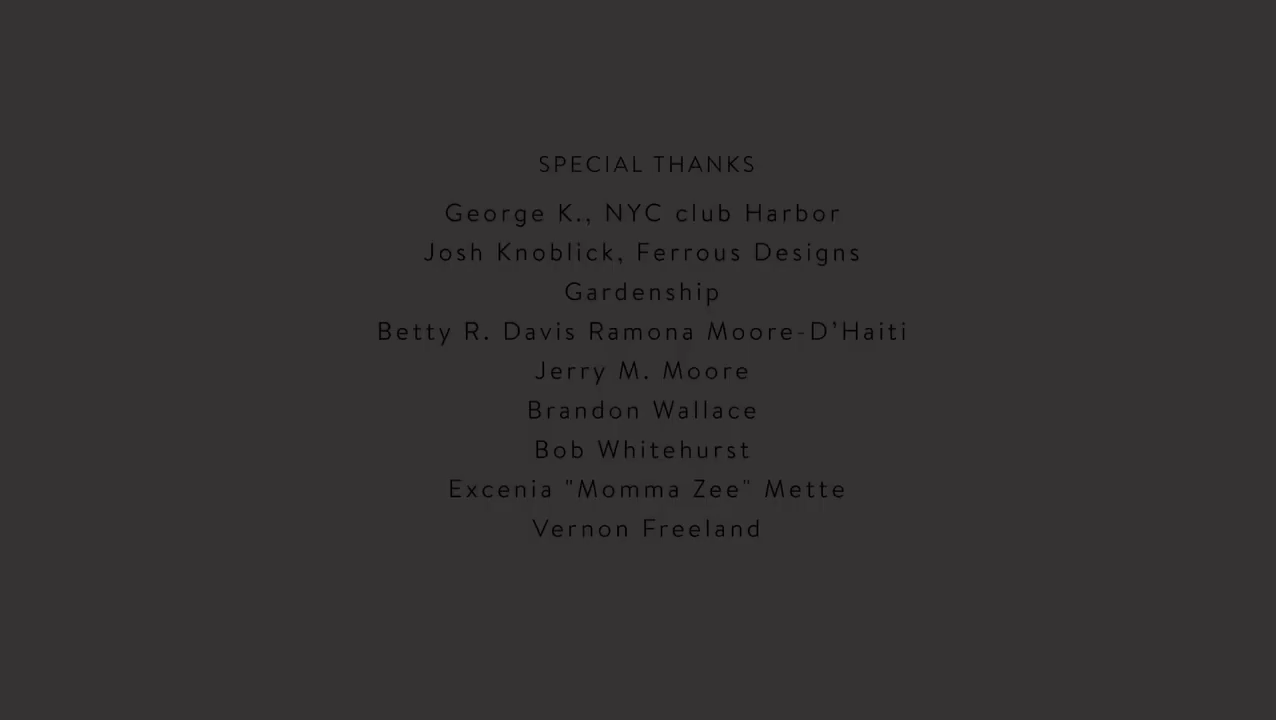 SPECIAL THANKS
George K., NYC club Harbor
Josh Knoblick, Ferrous Designs
Gardenship
Betty R. Davis Ramona Moore-D’Haiti
Jerry M. Moore
Brandon Wallace
Bob Whitehurst
Excenia "Momma Zee" Mette
Vernon Freeland